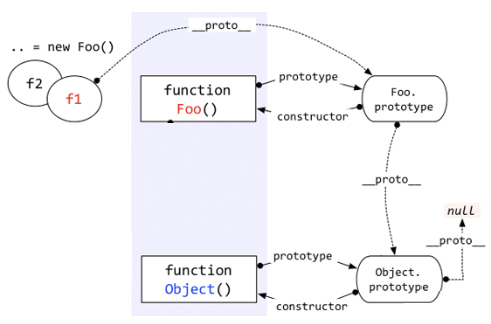 __proto__
.. = new Foo()
f2
f1
function
Foo()
prototype
constructor
Foo.
prototype
__proto__
null
__proto__
function
Object()
prototype
constructor
Object.
prototype